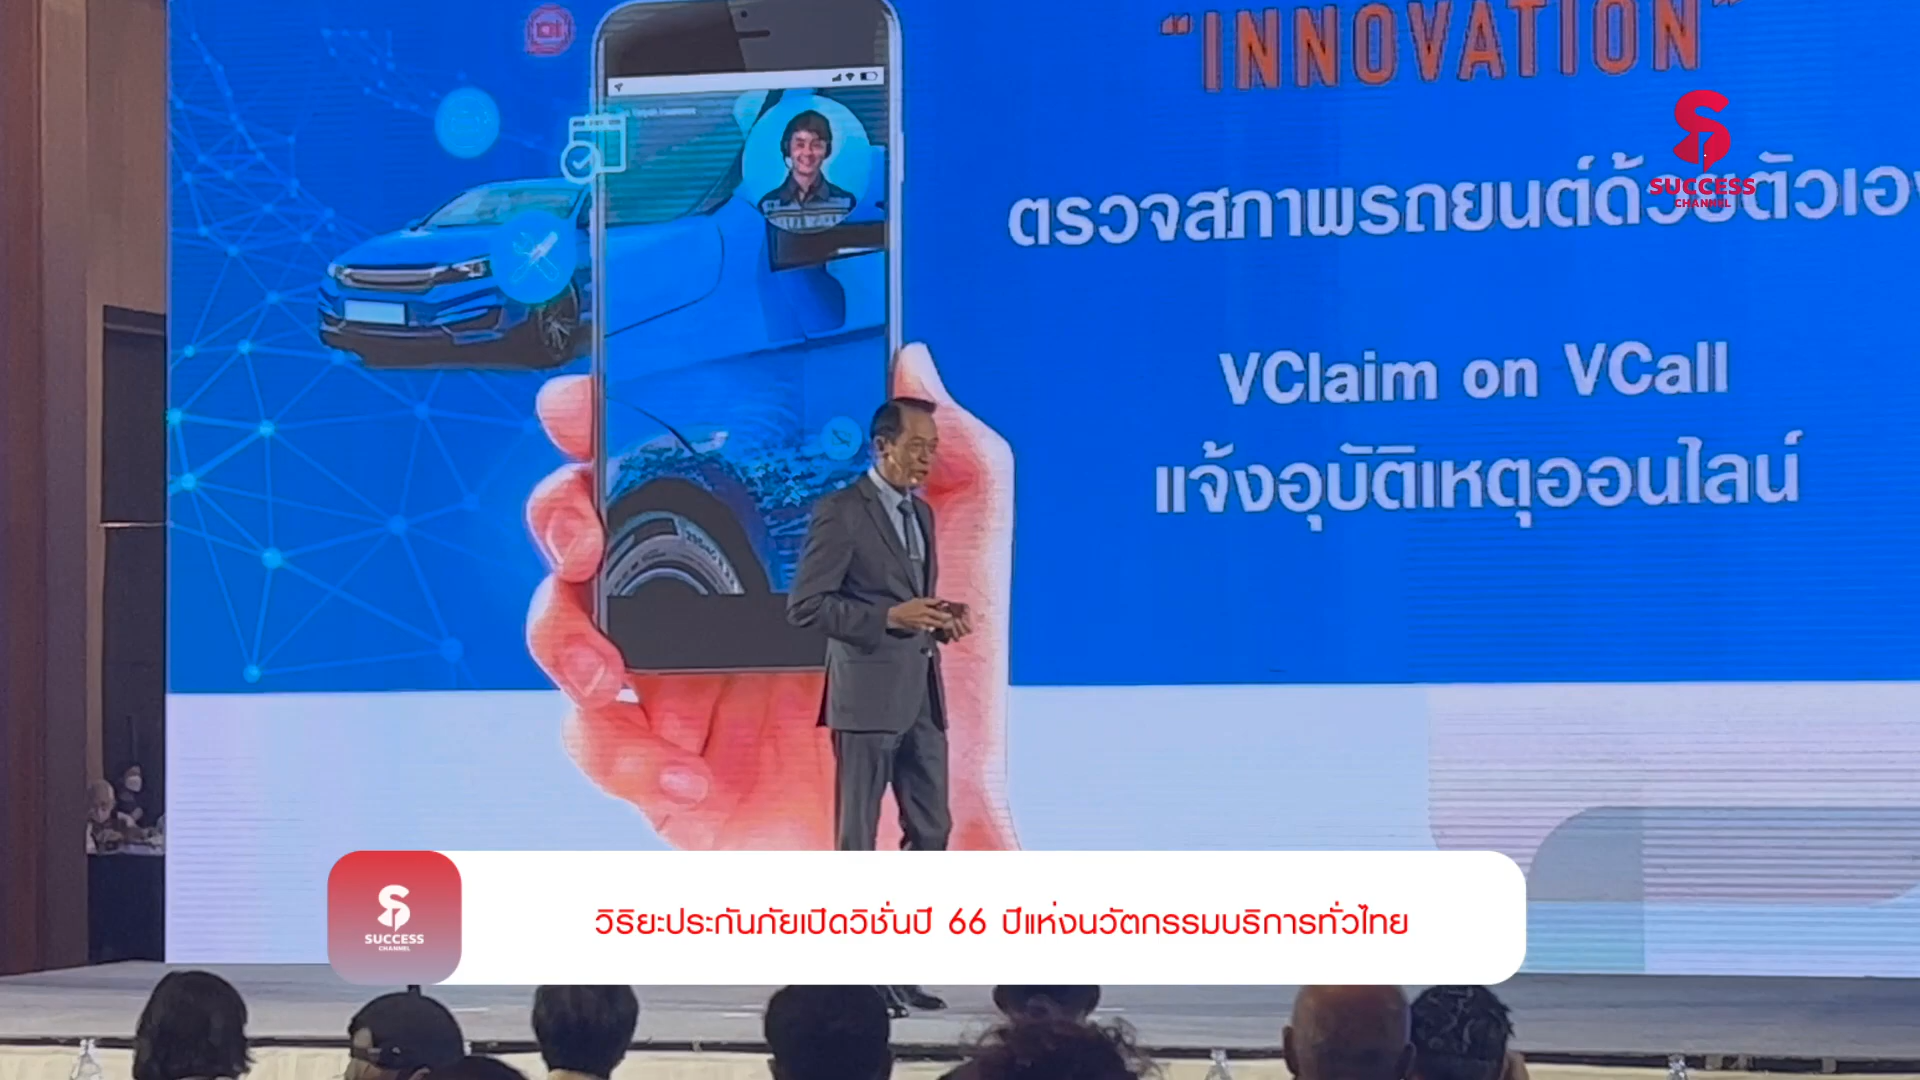 "INNOVATION"
SUCCESS
CHANNEL
ตรวจสภาพรถยนต์ด้วยตัวเอง
VClaim on VCall
แจ้งอุบัติเหตุออนไลน์
SUCCESS
CHANNEL
วิริยะประกันภัยเปิดวิชั่นปี 66 ปีแห่งนวัตกรรมบริการทั่วไทย